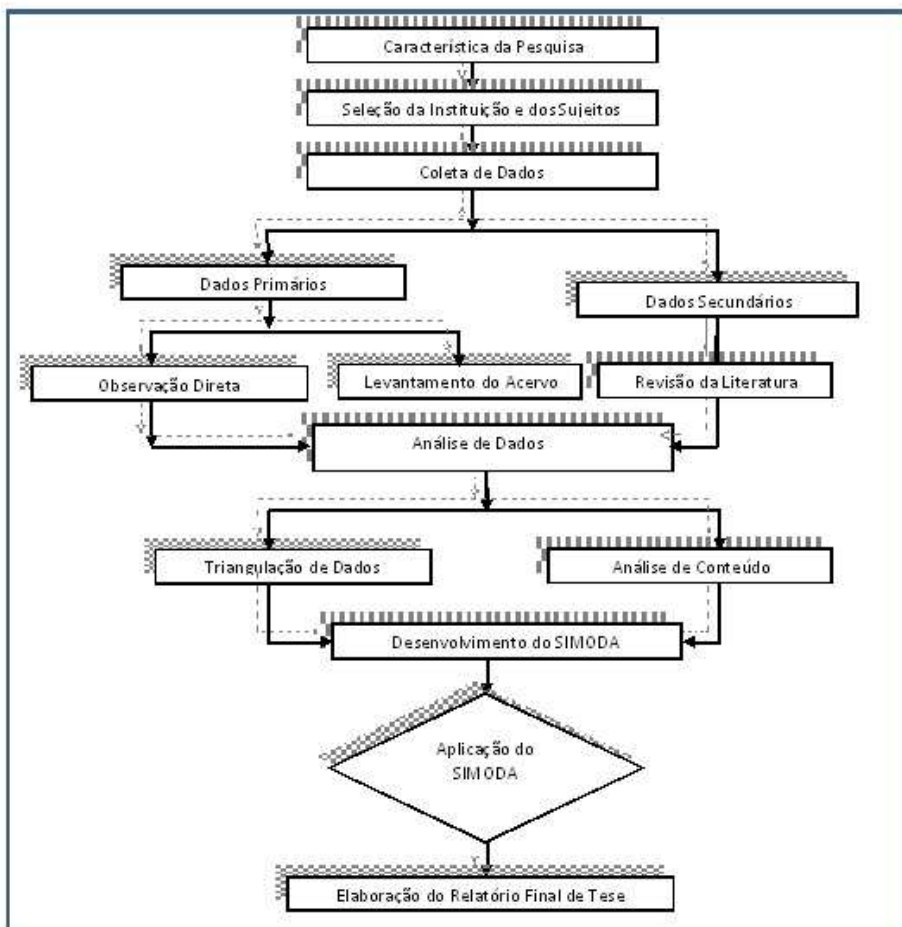 Característica da Pesquisa
Seleção da Instituição e dos Sujeitos
Coleta de Dados
Dados Primários
Dados Secundários
Observação Direta
Levantamento do Acervo
Revisão da Literatura
Análise de Dados
Triangulação de Dados
Análise de Conteúdo
Desenvolvimento do SIMODA
Aplicação do
SIMODA
Elaboração do Relatório Final de Tese